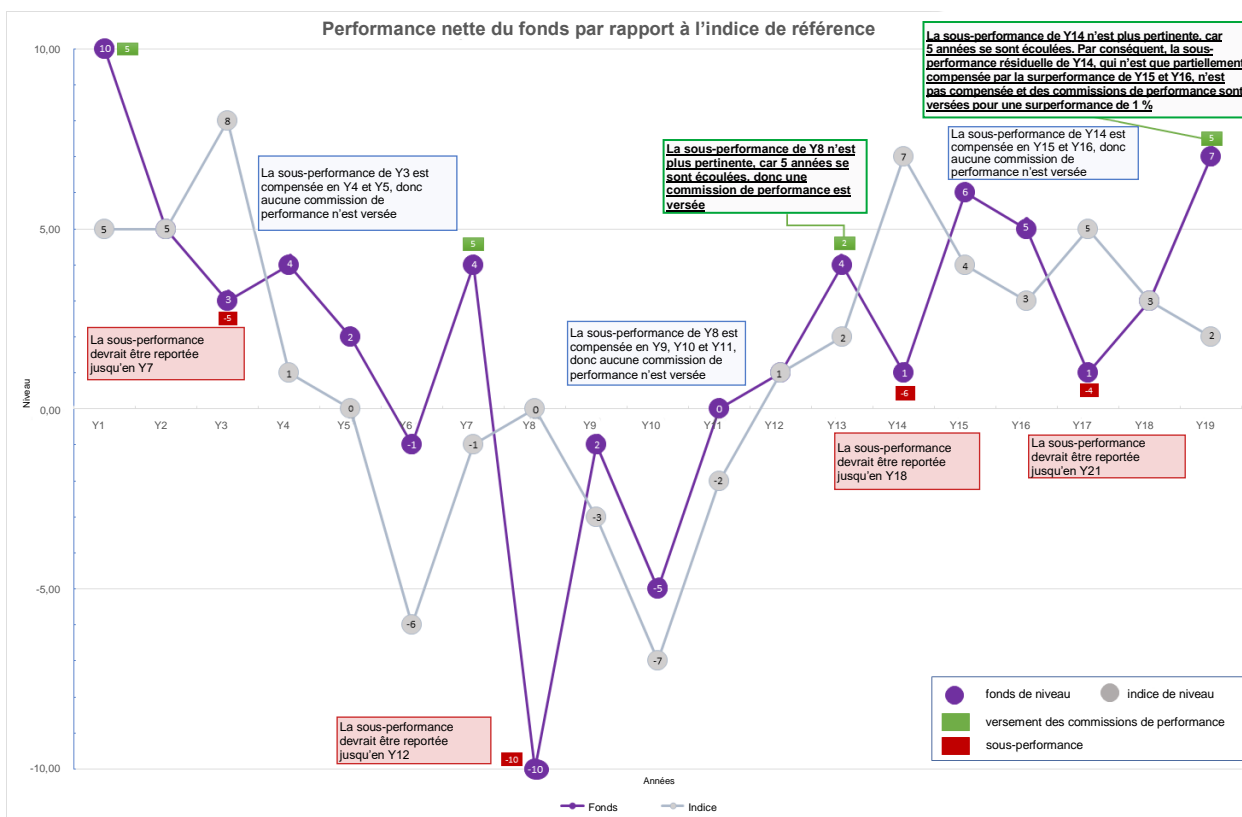 Performance nette du fonds par rapport à l'indice de référence
La sous-performance de Y14 n'est plus pertinente, car
5 années se sont écoulées. Par conséquent, la sous-
performance résiduelle de Y14, qui n'est que partiellement
compensée par la surperformance de Y15 et Y16, n'est
pas compensée et des commissions de performance sont
versées pour une surperformance de 1 %
10,00
5,00
0,00
-5,00
-10,00
Niveau
10
5
5
5
8
3
-5
La sous-performance
devrait être reportée
jusqu'en Y7
La sous-performance de Y3 est
compensée en Y4 et Y5, donc
aucune commission de
performance n'est versée
4
1
2
0
-1
-6
5
4
-1
0
-10
-10
La sous-performance
devrait être reportée
jusqu'en Y12
La sous-performance de Y8 est
compensée en Y9, Y10 et Y11,
donc aucune commission de
performance n'est versée
2
-3
-5
-7
0
-2
1
La sous-performance de Y8 n'est
plus pertinente, car 5 années se
sont écoulées, donc une
commission de performance est
versée
2
4
2
7
1
-6
La sous-performance
devrait être reportée
jusqu'en Y18
La sous-performance de Y14 est
compensée en Y15 et Y16, donc
aucune commission de
performance n'est versée
6
4
5
3
5
1
-4
La sous-performance
devrait être reportée
jusqu'en Y21
3
5
7
2
Y1 Y2 Y3 Y4 Y5 Y6 Y7 Y8 Y9 Y10 Y11 Y12 Y13 Y14 Y15 Y16 Y17 Y18 Y19
Années
fonds de niveau indice de niveau
versement des commissions de performance
sous-performance
Fonds Indice